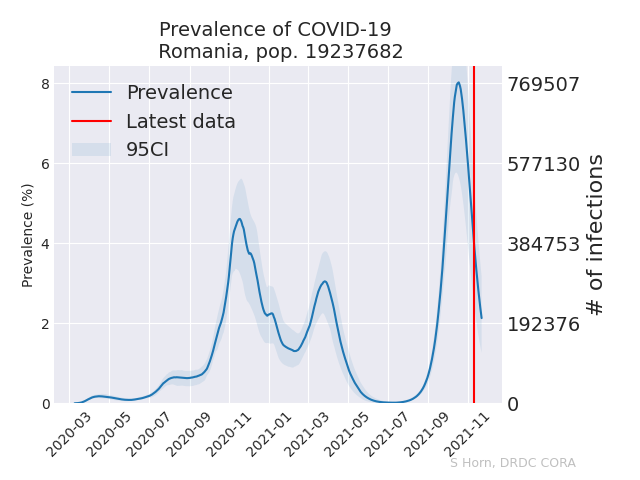 Prevalence of COVID-19
Romania, pop. 19237682
Prevalence
Latest data
95CI
Prevalence (%)
8
6
4
2
0
769507
577130
384753
192376
0
# of infections
2020-03
2020-05
2020-07
2020-09
2020-11
2021-01
2021-03
2021-05
2021-07
2021-09
2021-11
S Horn, DRDC CORA